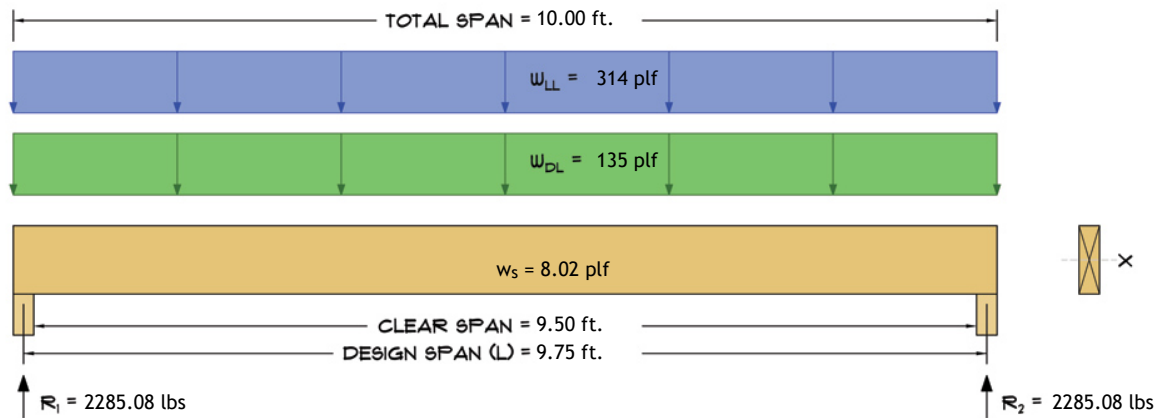 TOTAL SPAN = 10.00 ft.
WLL = 314 plf
WDL = 135 plf
ws = 8.02 plf
X
CLEAR SPAN = 9.50 ft.
DESIGN SPAN (L) = 9.75 ft.
R1 = 2285.08 lbs
R2 = 2285.08 lbs